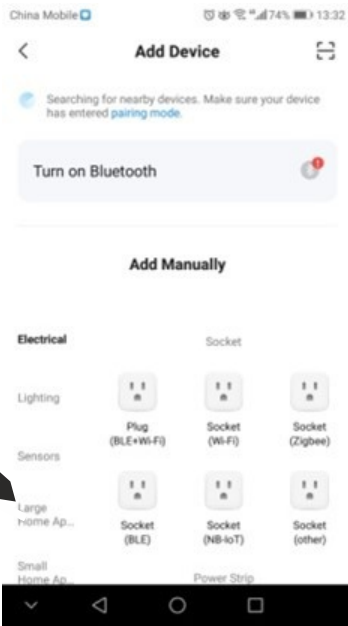 China Mobile 74% 13:32
Add Device
Searching for nearby devices. Make sure your device
has entered pairing mode.
Turn on Bluetooth
Add Manually
Electrical
Socket
Lighting
Plug
(BLE+Wi-Fi)
Socket
(Wi-Fi)
Socket
(Zigbee)
Sensors
Large
Home Ap...
Socket
(BLE)
Socket
(NB-IoT)
Socket
(other)
Small
Home Ap...
Power Strip